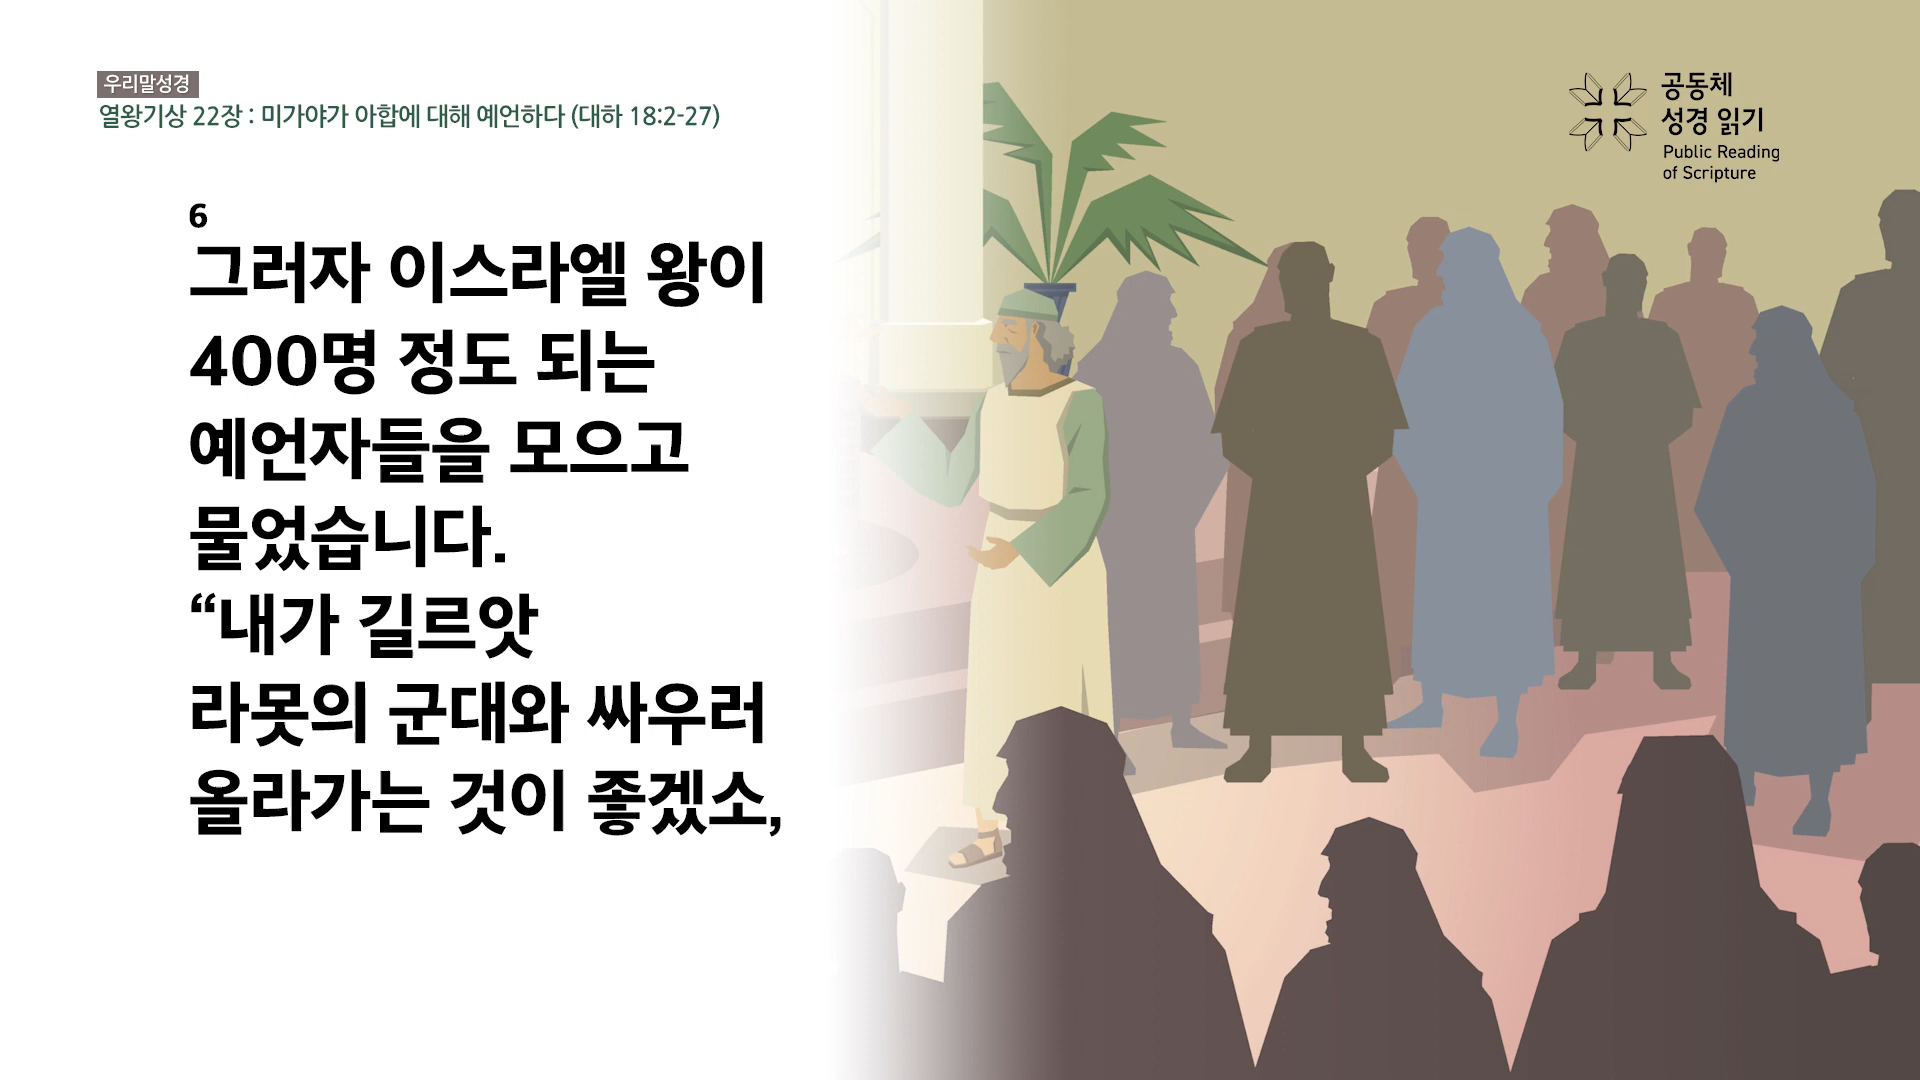 우리말성경
열왕기상 22장 : 미가야가 아합에 대해 예언하다 (대하 18:2-27)
공동체
성경 읽기
Public Reading
of Scripture
6
그러자 이스라엘 왕이
400명 정도 되는
예언자들을 모으고
물었습니다.
“내가 길르앗
라못의 군대와 싸우러
올라가는 것이 좋겠소,